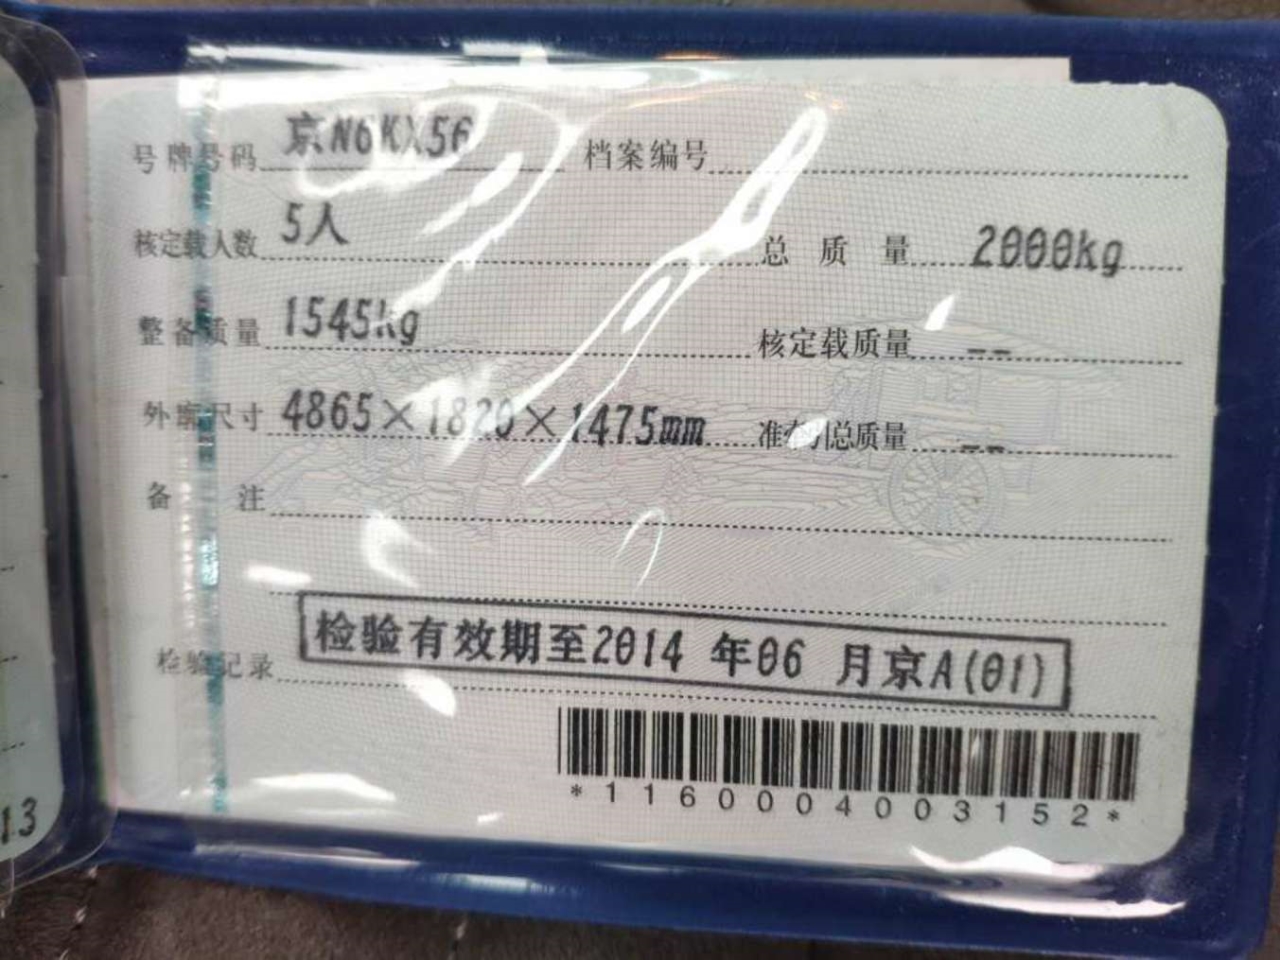 号牌号码 京N6KX56 档案编号
核定载人数 5人 总质量 2000kg
整备质量 1545kg 核定载质量 --
外廓尺寸 4865×1820×1475mm 准牵引总质量 --
备注
检验记录 检验有效期至2014 年06 月京A(01)
*1160004003152*
13